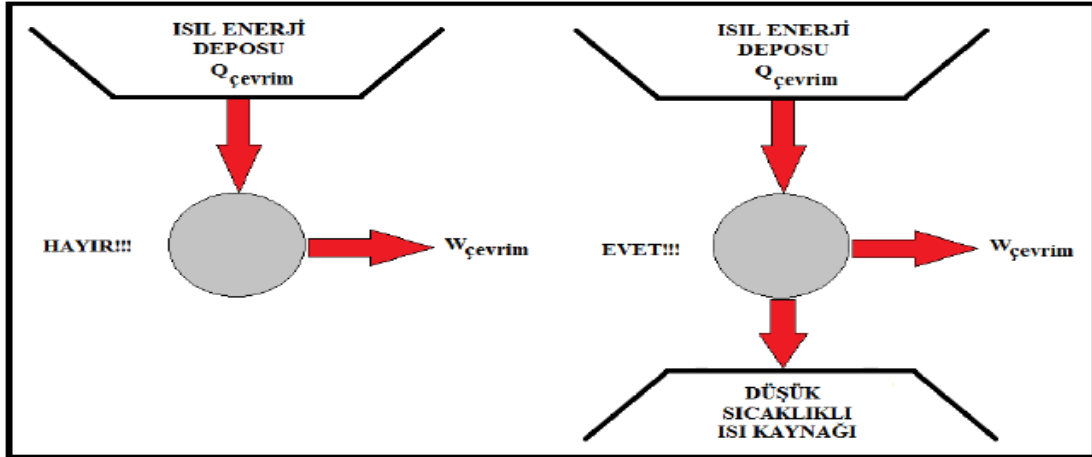 ISIL ENERJİ
DEPOSU
Qçevrim
HAYIR!!!
Wçevrim
ISIL ENERJİ
DEPOSU
Qçevrim
EVET!!!
Wçevrim
DÜŞÜK
SICAKLIKLI
ISI KAYNAĞI